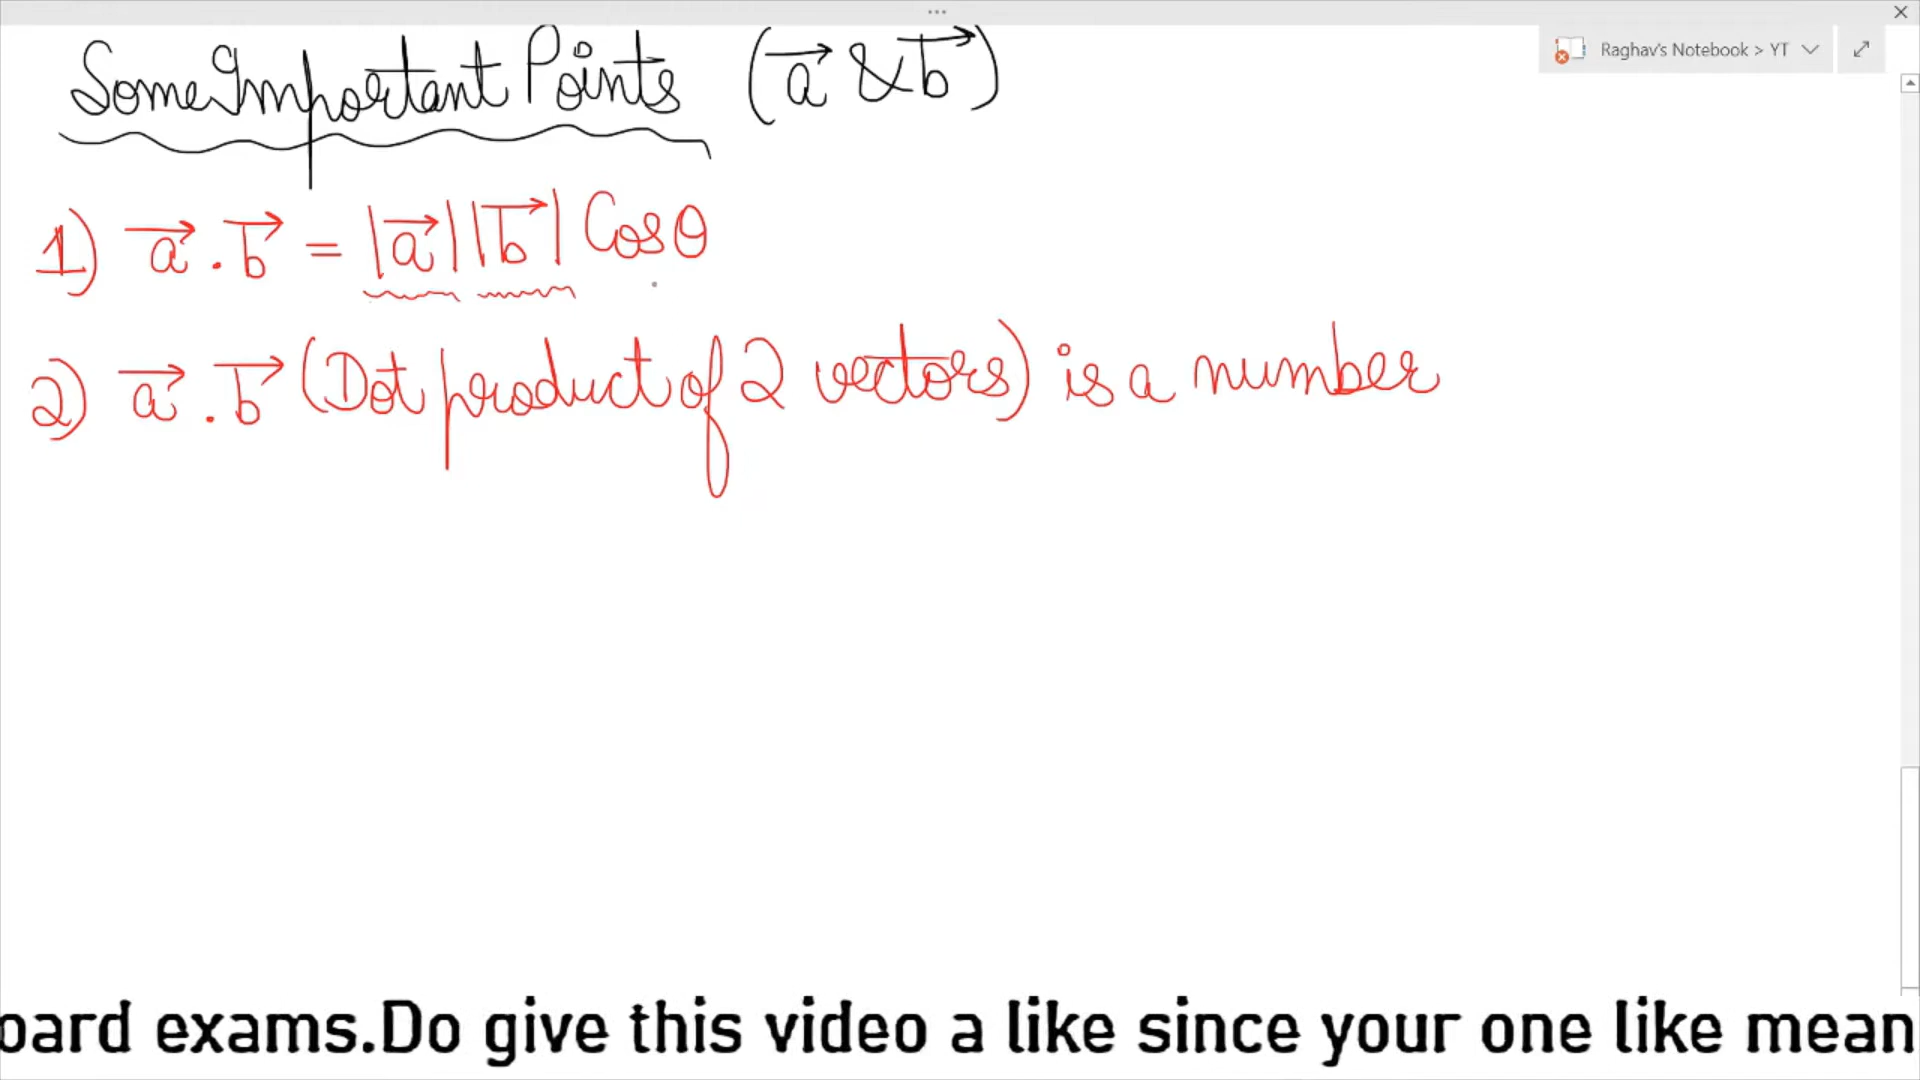 Some Important Points (a⃗ & b⃗)
Raghav's Notebook > YT
1) a⃗ . b⃗ = |a⃗| |b⃗| Cosθ
2) a⃗ . b⃗ (Dot product of 2 vectors) is a number
oard exams.Do give this video a like since your one like mean